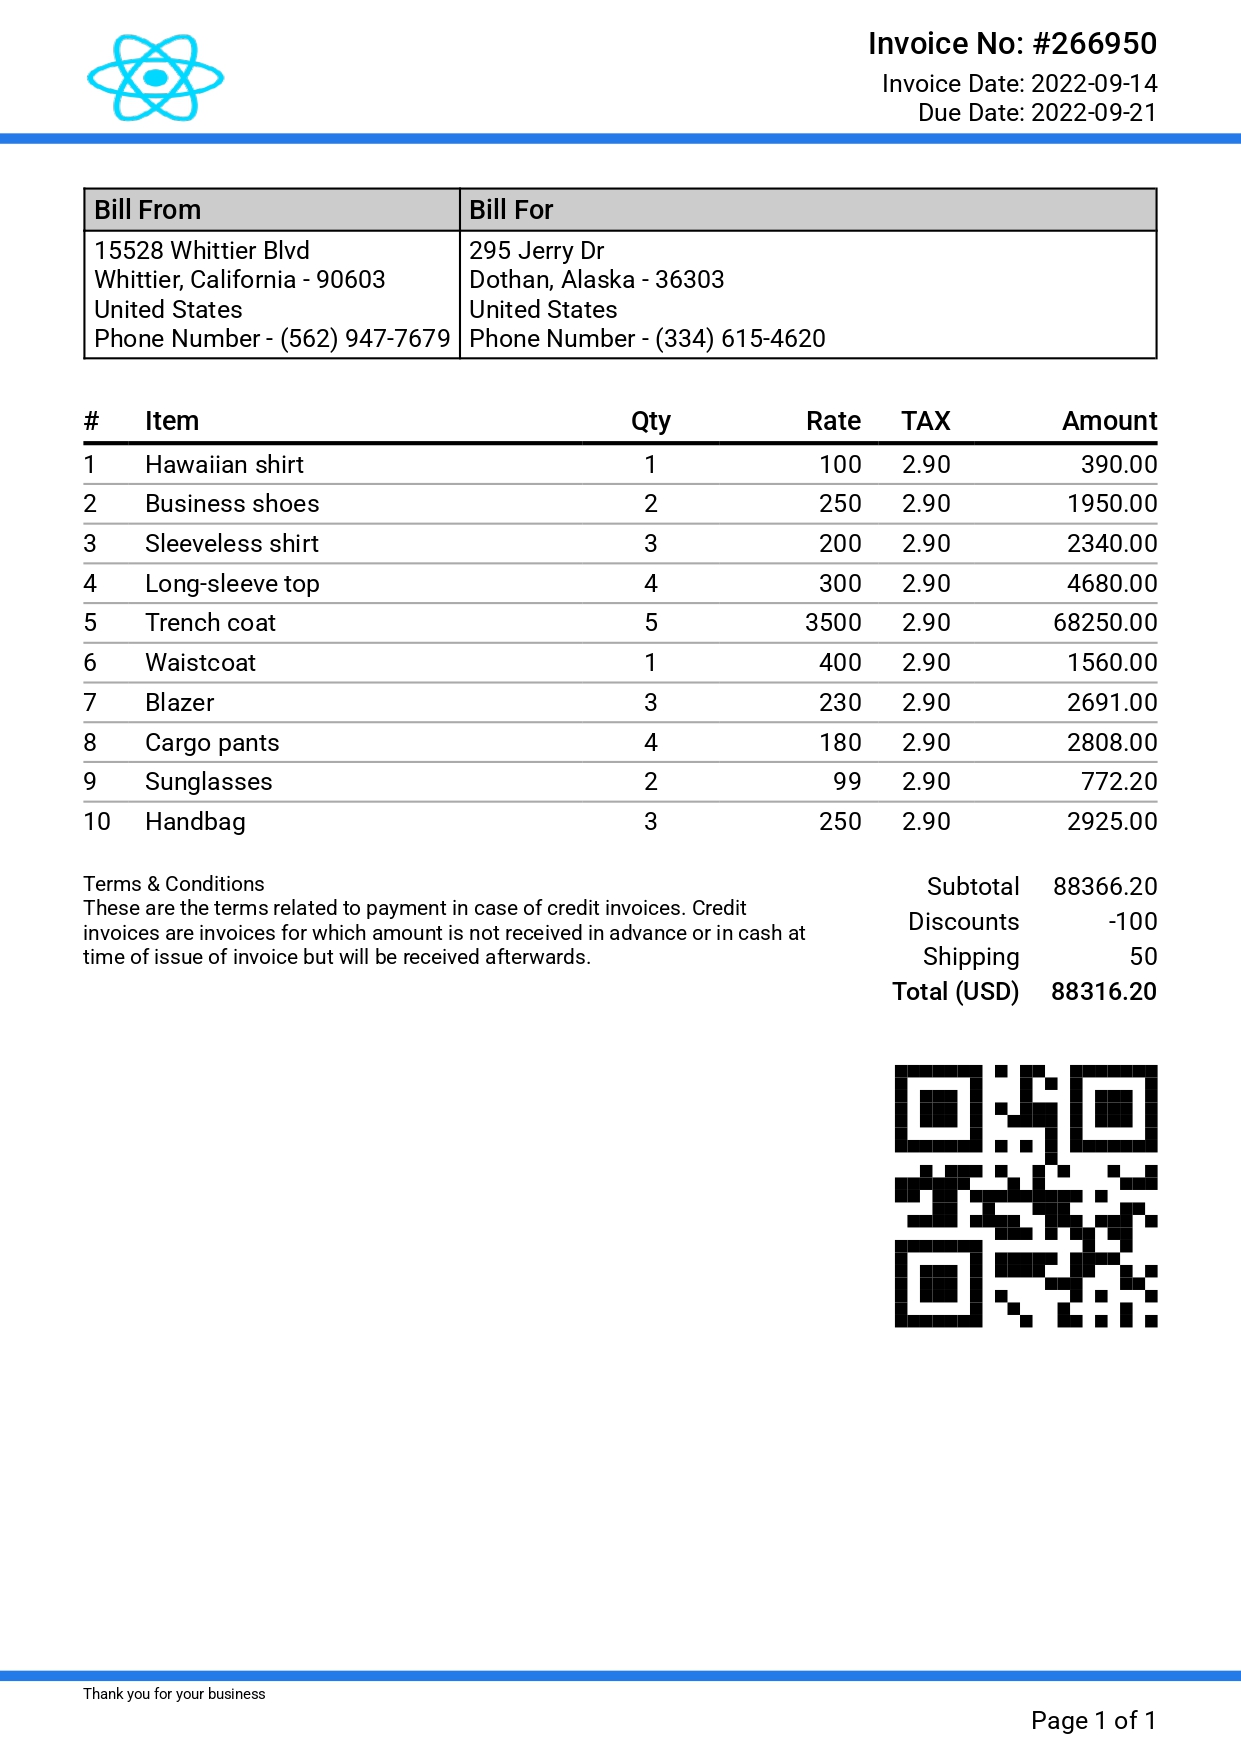 Invoice No: #266950
Invoice Date: 2022-09-14
Due Date: 2022-09-21
Bill From Bill For
15528 Whittier Blvd 295 Jerry Dr
Whittier, California - 90603 Dothan, Alaska - 36303
United States United States
Phone Number - (562) 947-7679 Phone Number - (334) 615-4620
# Item Qty Rate TAX Amount
1 Hawaiian shirt 1 100 2.90 390.00
2 Business shoes 2 250 2.90 1950.00
3 Sleeveless shirt 3 200 2.90 2340.00
4 Long-sleeve top 4 300 2.90 4680.00
5 Trench coat 5 3500 2.90 68250.00
6 Waistcoat 1 400 2.90 1560.00
7 Blazer 3 230 2.90 2691.00
8 Cargo pants 4 180 2.90 2808.00
9 Sunglasses 2 99 2.90 772.20
10 Handbag 3 250 2.90 2925.00
Terms & Conditions
These are the terms related to payment in case of credit invoices. Credit
invoices are invoices for which amount is not received in advance or in cash at
time of issue of invoice but will be received afterwards.
Subtotal 88366.20
Discounts -100
Shipping 50
Total (USD) 88316.20
Thank you for your business
Page 1 of 1